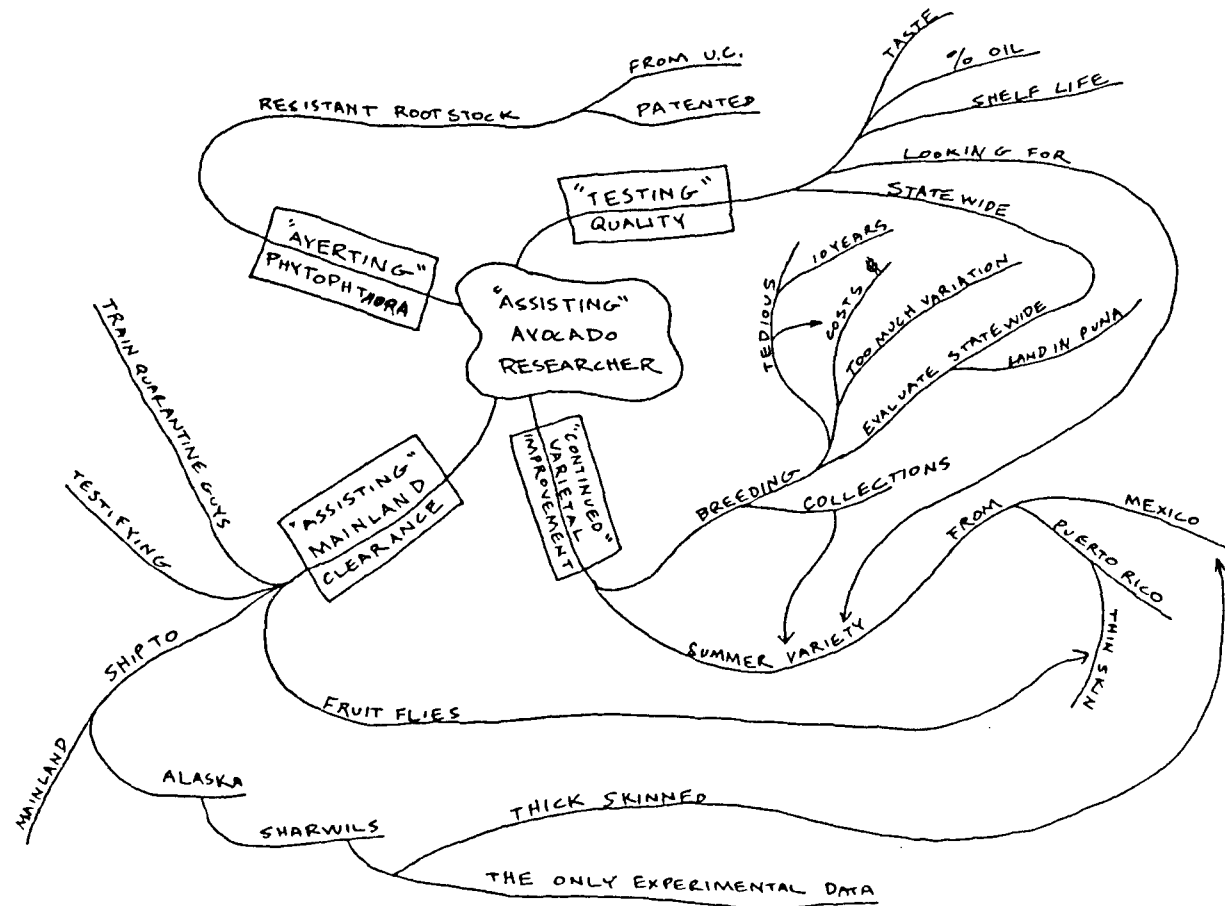 FROM U.C.
RESISTANT ROOTSTOCK
PATENTED
TASTE
% OIL
SHELF LIFE
LOOKING FOR
STATEWIDE
"TESTING"
QUALITY
"AVERTING"
PHYTOPHTHORA
"ASSISTING"
AVOCADO
RESEARCHER
TEDIOUS
10 YEARS
COSTS $
TOO MUCH VARIATION
EVALUATE STATEWIDE
LAND IN PUNA
BREEDING
COLLECTIONS
"CONTINUED"
VARIETAL
IMPROVEMENT
SUMMER VARIETY
FROM
MEXICO
PUERTO RICO
THIN SKIN
"ASSISTING"
MAINLAND
CLEARANCE
TRAIN QUARANTINE GUYS
TESTIFYING
SHIP TO
MAINLAND
FRUIT FLIES
ALASKA
SHARWILS
THICK SKINNED
THE ONLY EXPERIMENTAL DATA